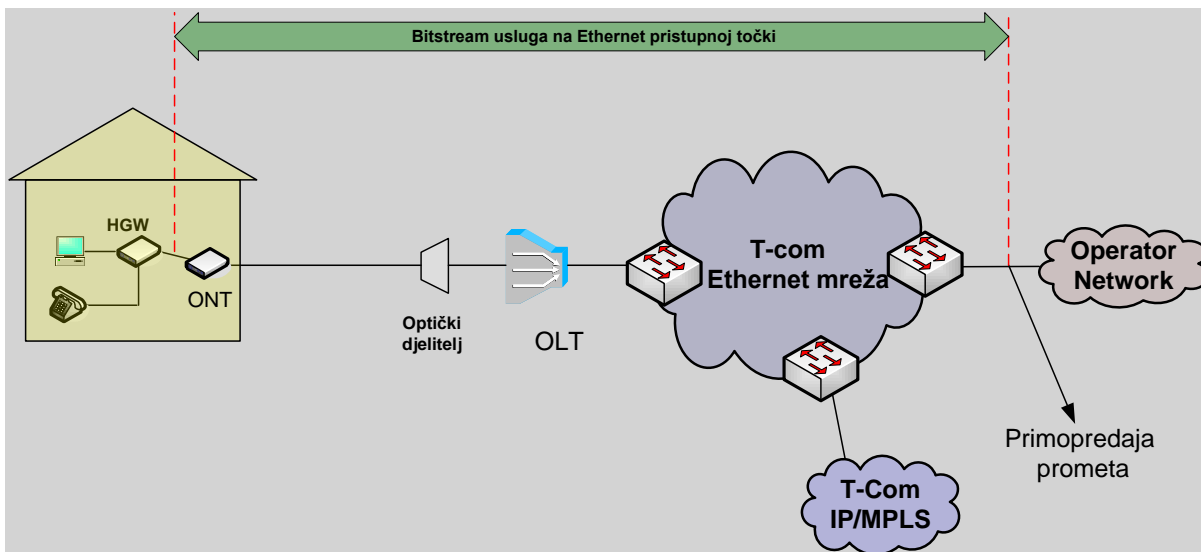 Bitstream usluga na Ethernet pristupnoj točki
HGW
ONT
Optički
djelitelj
OLT
T-com
Ethernet mreža
Operator
Network
Primopredaja
prometa
T-Com
IP/MPLS